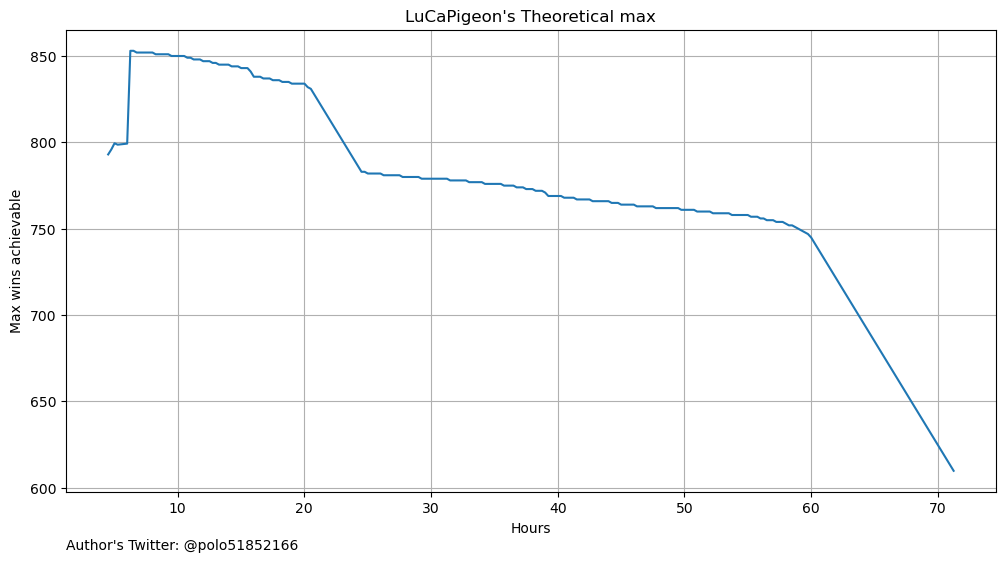 LuCaPigeon's Theoretical max
Max wins achievable
850
800
750
700
650
600
10 20 30 40 50 60 70
Hours
Author's Twitter: @polo51852166